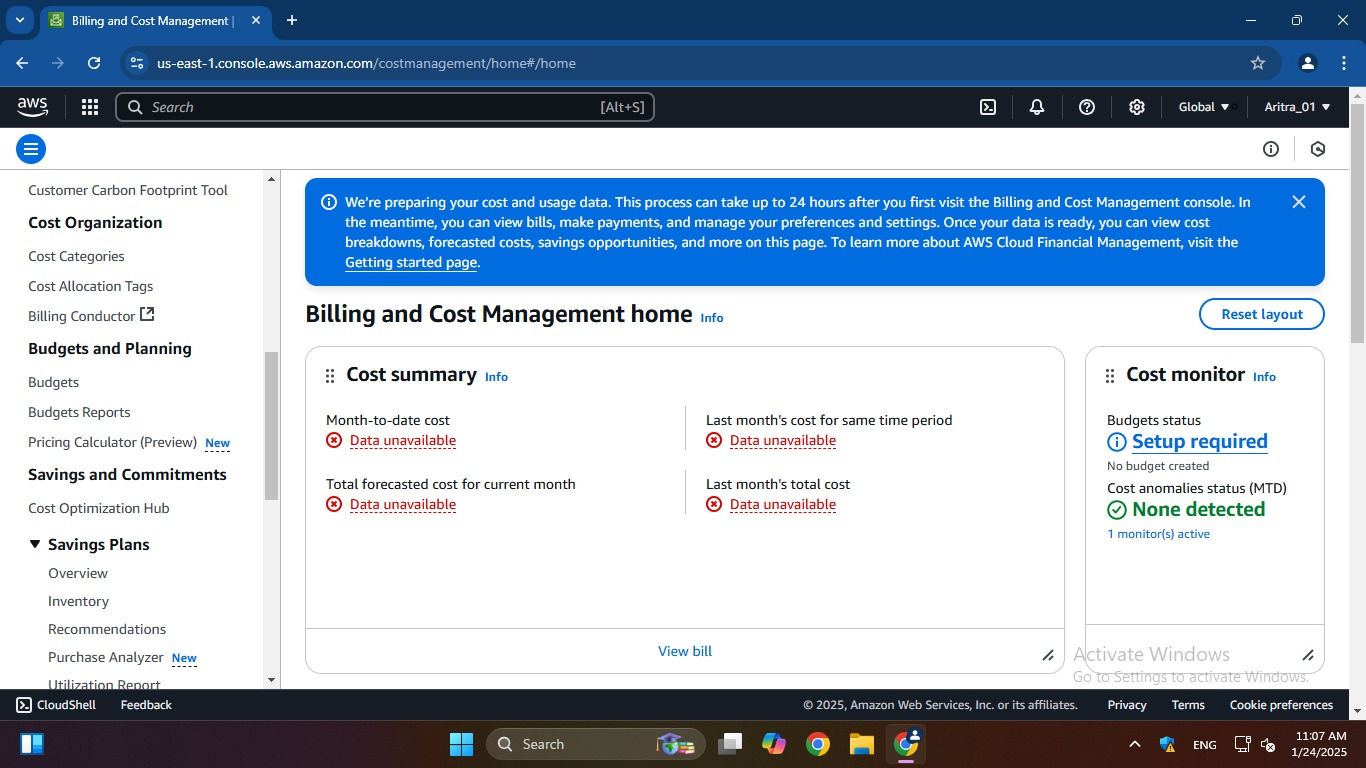 Billing and Cost Management |
us-east-1.console.aws.amazon.com/costmanagement/home#/home
aws
Search
[Alt+S]
Global
Aritra_01
Customer Carbon Footprint Tool
Cost Organization
Cost Categories
Cost Allocation Tags
Billing Conductor
Budgets and Planning
Budgets
Budgets Reports
Pricing Calculator (Preview) New
Savings and Commitments
Cost Optimization Hub
Savings Plans
Overview
Inventory
Recommendations
Purchase Analyzer New
Utilization Report
We're preparing your cost and usage data. This process can take up to 24 hours after you first visit the Billing and Cost Management console. In
the meantime, you can view bills, make payments, and manage your preferences and settings. Once your data is ready, you can view cost
breakdowns, forecasted costs, savings opportunities, and more on this page. To learn more about AWS Cloud Financial Management, visit the
Getting started page.
Billing and Cost Management home Info
Reset layout
Cost summary Info
Month-to-date cost
Data unavailable
Last month's cost for same time period
Data unavailable
Total forecasted cost for current month
Data unavailable
Last month's total cost
Data unavailable
View bill
Cost monitor Info
Budgets status
Setup required
No budget created
Cost anomalies status (MTD)
None detected
1 monitor(s) active
Activate Windows
Go to Settings to activate Windows.
CloudShell
Feedback
© 2025, Amazon Web Services, Inc. or its affiliates.
Privacy
Terms
Cookie preferences
Search
ENG
11:07 AM
1/24/2025